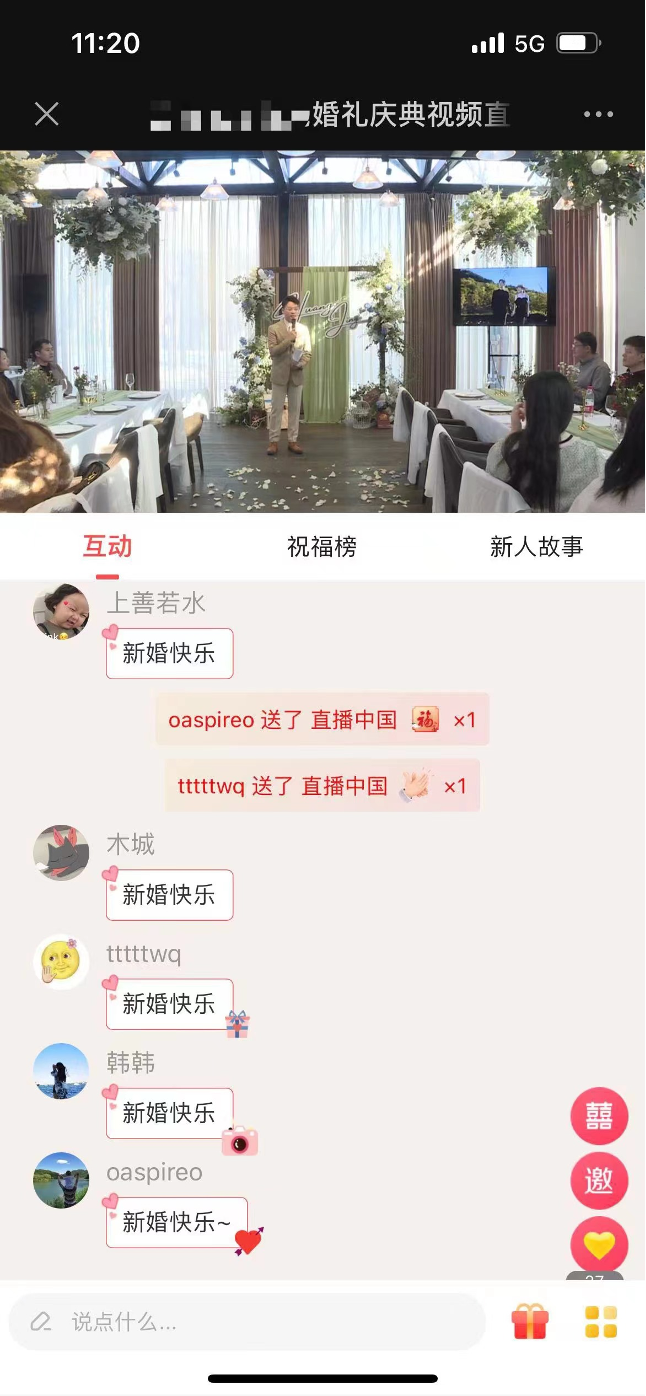 11:20
5G
婚礼庆典视频直
互动
祝福榜
新人故事
上善若水
新婚快乐
oaspireo 送了 直播中国 福 ×1
tttttwq 送了 直播中国 ×1
木城
新婚快乐
tttttwq
新婚快乐
韩韩
新婚快乐
oaspireo
新婚快乐~
囍
邀
说点什么...